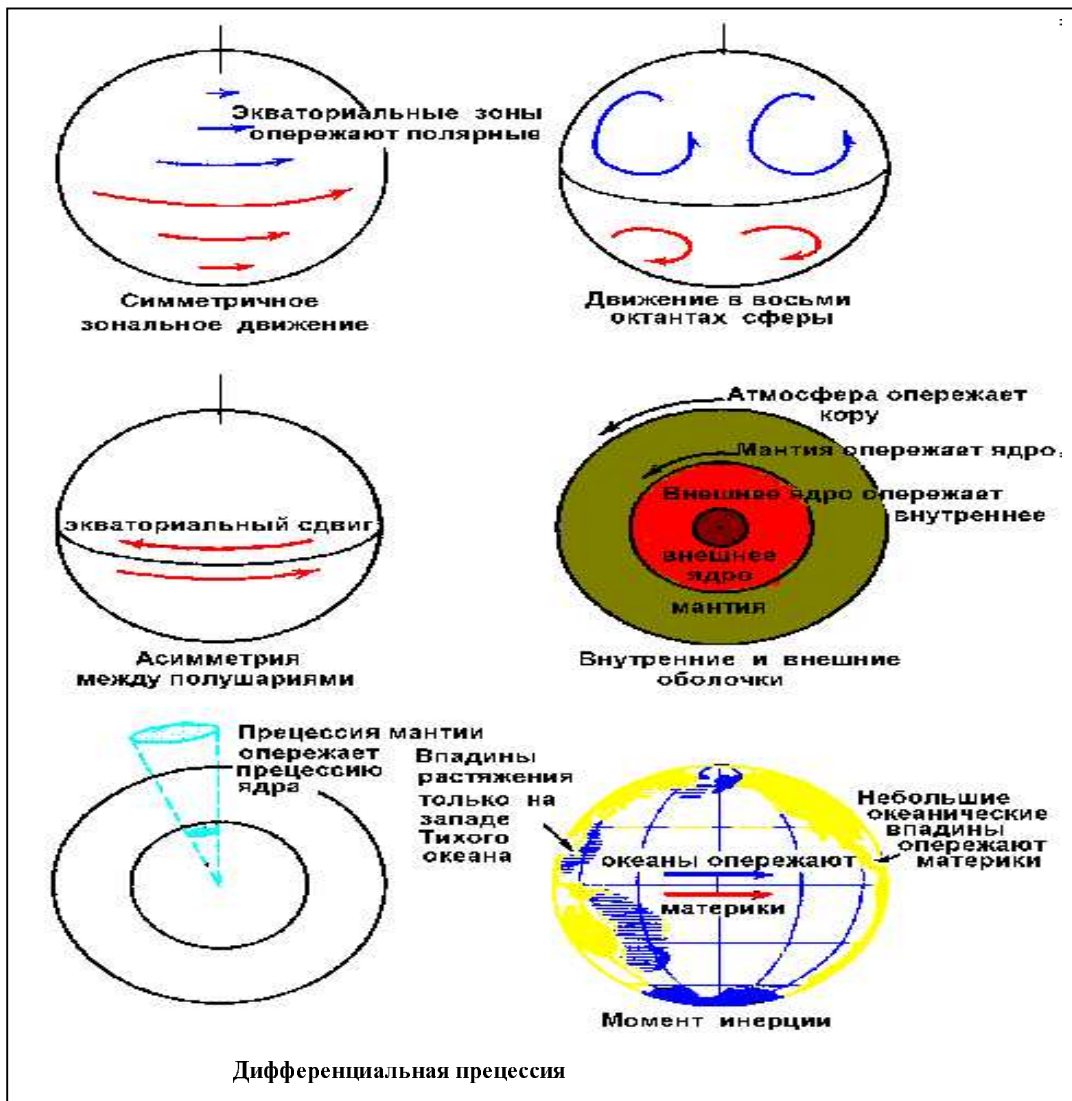 Экваториальные зоны
опережают полярные
Симметричное
зональное движение
Движение в восьми
октантах сферы
экваториальный сдвиг
Асимметрия
между полушариями
Атмосфера опережает
кору
Мантия опережает ядро
Внешнее ядро опережает
внутреннее
внешнее
ядро
мантия
Внутренние и внешние
оболочки
Прецессия мантии
опережает
прецессию
ядра
Впадины
растяжения
только на
западе
Тихого
океана
Небольшие
океанические
впадины
опережают
материки
океаны опережают
материки
Момент инерции
Дифференциальная прецессия